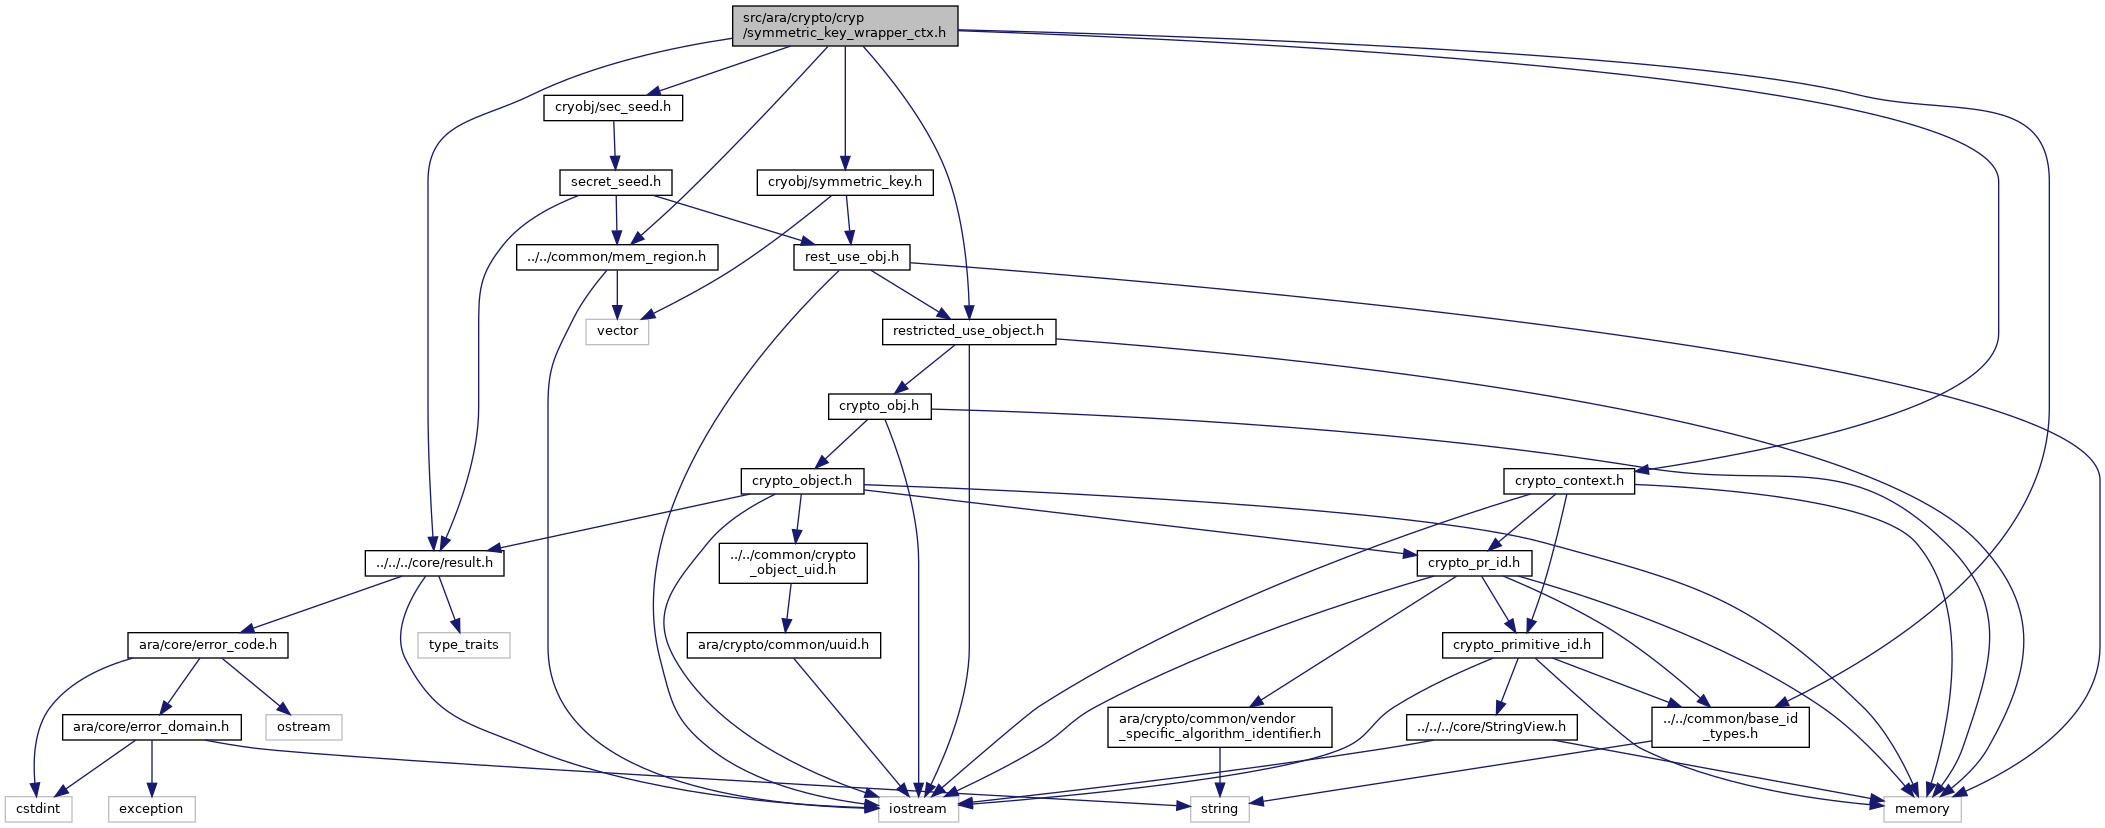 src/ara/crypto/cryp
/symmetric_key_wrapper_ctx.h
cryobj/sec_seed.h
secret_seed.h
cryobj/symmetric_key.h
../../common/mem_region.h
rest_use_obj.h
vector
restricted_use_object.h
crypto_obj.h
crypto_object.h
crypto_context.h
../../../core/result.h
../../common/crypto
_object_uid.h
crypto_pr_id.h
ara/core/error_code.h
type_traits
ara/crypto/common/uuid.h
crypto_primitive_id.h
ara/core/error_domain.h
ostream
ara/crypto/common/vendor
_specific_algorithm_identifier.h
../../../core/StringView.h
../../common/base_id
_types.h
cstdint
exception
iostream
string
memory